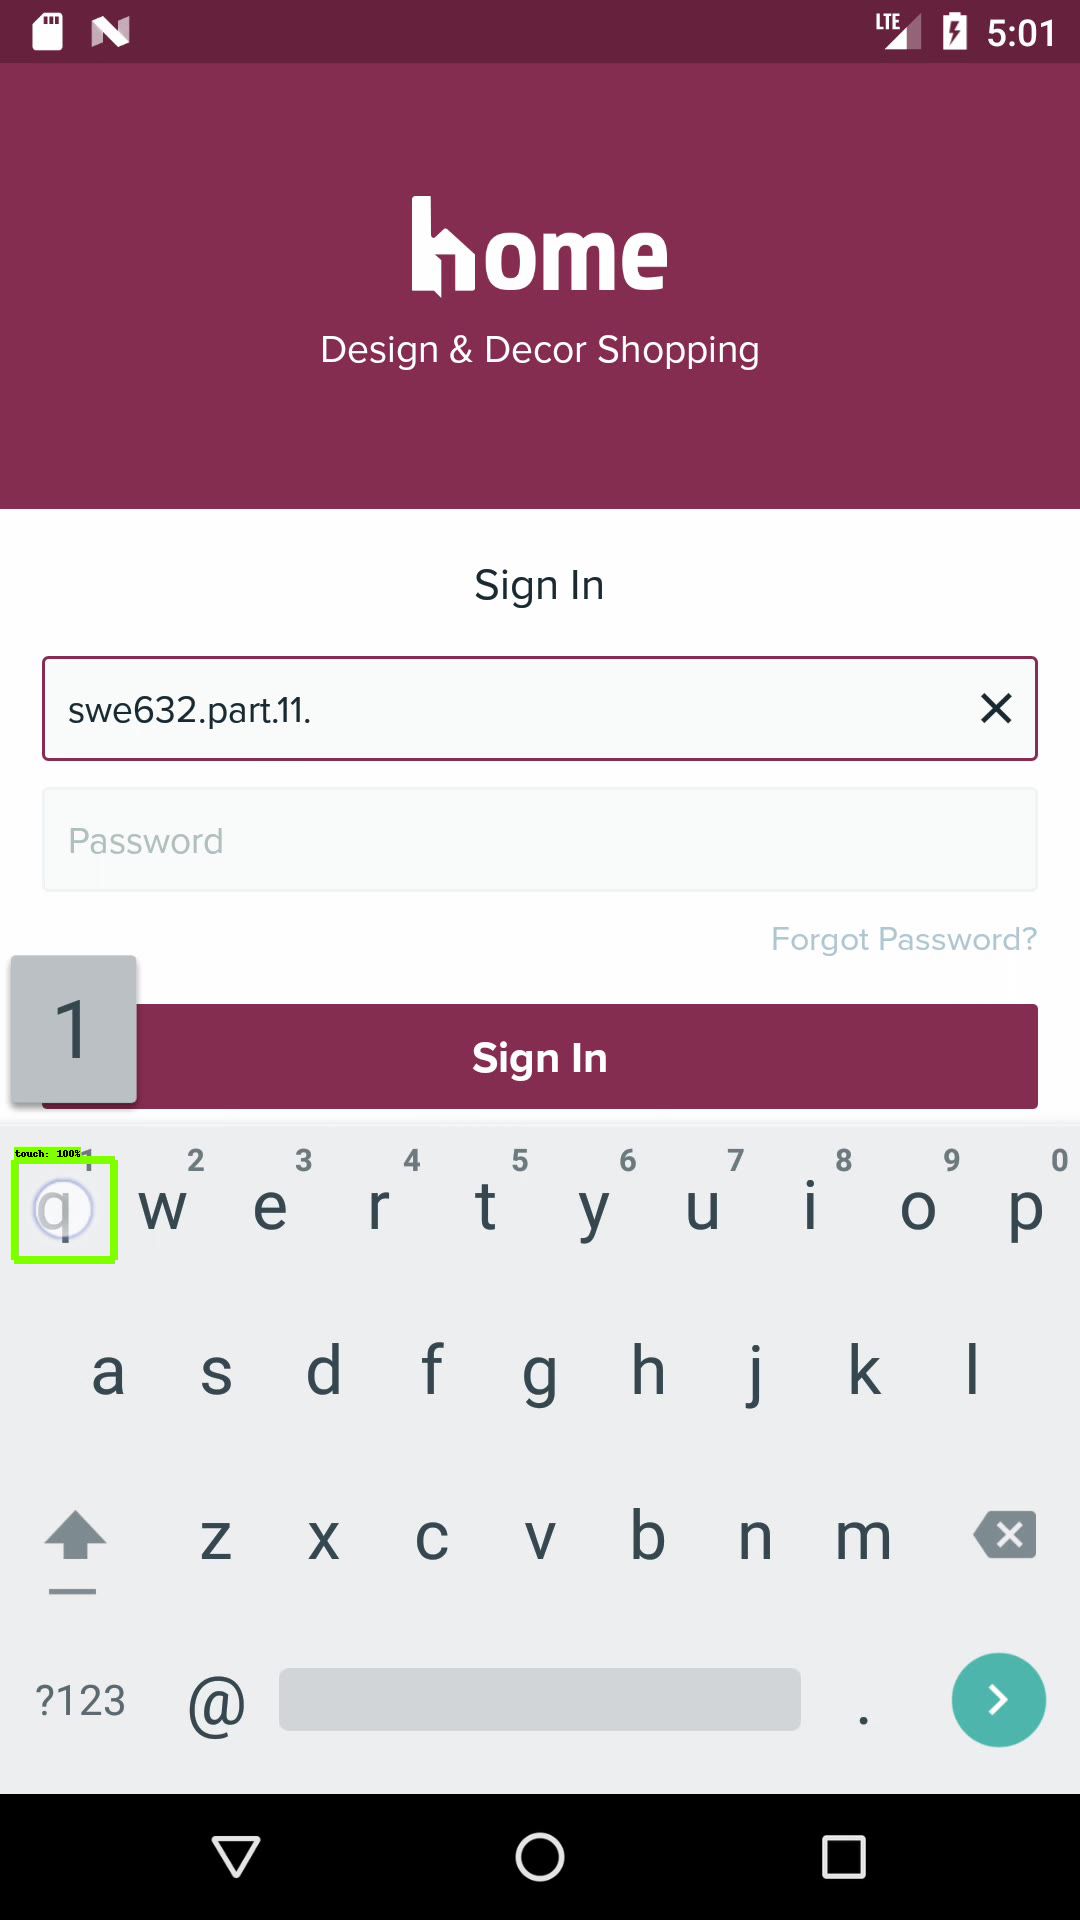 LTE 5:01
home
Design & Decor Shopping
Sign In
swe632.part.11.
Password
Forgot Password?
1
Sign In
touch: 100%
1 2 3 4 5 6 7 8 9 0
q w e r t y u i o p
a s d f g h j k l
z x c v b n m
?123 @ .